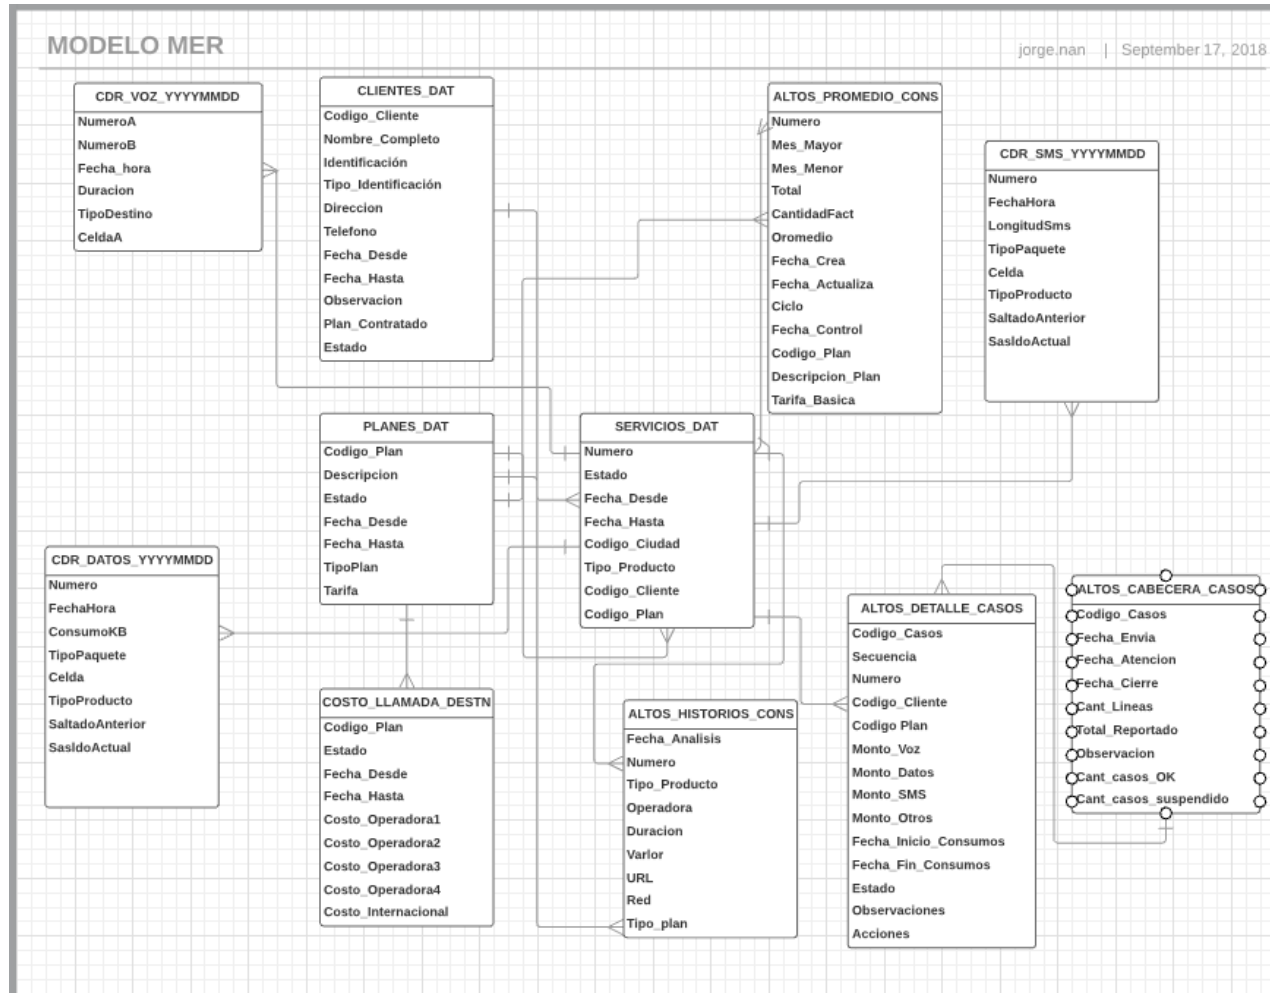 MODELO MER
jorge.nan | September 17, 2018
CDR_VOZ_YYYYMMDD
NumeroA
NumeroB
Fecha_hora
Duracion
TipoDestino
CeldaA
CLIENTES_DAT
Codigo_Cliente
Nombre_Completo
Identificación
Tipo_Identificación
Direccion
Telefono
Fecha_Desde
Fecha_Hasta
Observacion
Plan_Contratado
Estado
ALTOS_PROMEDIO_CONS
Numero
Mes_Mayor
Mes_Menor
Total
CantidadFact
Oromedio
Fecha_Crea
Fecha_Actualiza
Ciclo
Fecha_Control
Codigo_Plan
Descripcion_Plan
Tarifa_Basica
CDR_SMS_YYYYMMDD
Numero
FechaHora
LongitudSms
TipoPaquete
Celda
TipoProducto
SaltadoAnterior
SasldoActual
PLANES_DAT
Codigo_Plan
Descripcion
Estado
Fecha_Desde
Fecha_Hasta
TipoPlan
Tarifa
SERVICIOS_DAT
Numero
Estado
Fecha_Desde
Fecha_Hasta
Codigo_Ciudad
Tipo_Producto
Codigo_Cliente
Codigo_Plan
CDR_DATOS_YYYYMMDD
Numero
FechaHora
ConsumoKB
TipoPaquete
Celda
TipoProducto
SaltadoAnterior
SasldoActual
COSTO_LLAMADA_DESTN
Codigo_Plan
Estado
Fecha_Desde
Fecha_Hasta
Costo_Operadora1
Costo_Operadora2
Costo_Operadora3
Costo_Operadora4
Costo_Internacional
ALTOS_HISTORIOS_CONS
Fecha_Analisis
Numero
Tipo_Producto
Operadora
Duracion
Varlor
URL
Red
Tipo_plan
ALTOS_DETALLE_CASOS
Codigo_Casos
Secuencia
Numero
Codigo_Cliente
Codigo Plan
Monto_Voz
Monto_Datos
Monto_SMS
Monto_Otros
Fecha_Inicio_Consumos
Fecha_Fin_Consumos
Estado
Observaciones
Acciones
ALTOS_CABECERA_CASOS
Codigo_Casos
Fecha_Envia
Fecha_Atencion
Fecha_Cierre
Cant_Lineas
Total_Reportado
Observacion
Cant_casos_OK
Cant_casos_suspendido